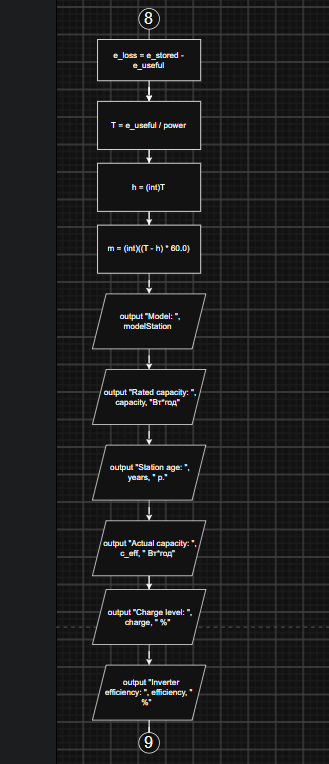 8
e_loss = e_stored -
e_useful
T = e_useful / power
h = (int)T
m = (int)((T - h) * 60.0)
output "Model: ",
modelStation
output "Rated capacity: ",
capacity, "Вт*год"
output "Station age: ",
years, " р."
output "Actual capacity: ",
c_eff, " Вт*год"
output "Charge level: ",
charge, " %"
output "Inverter
efficiency: ", efficiency, "
%"
9